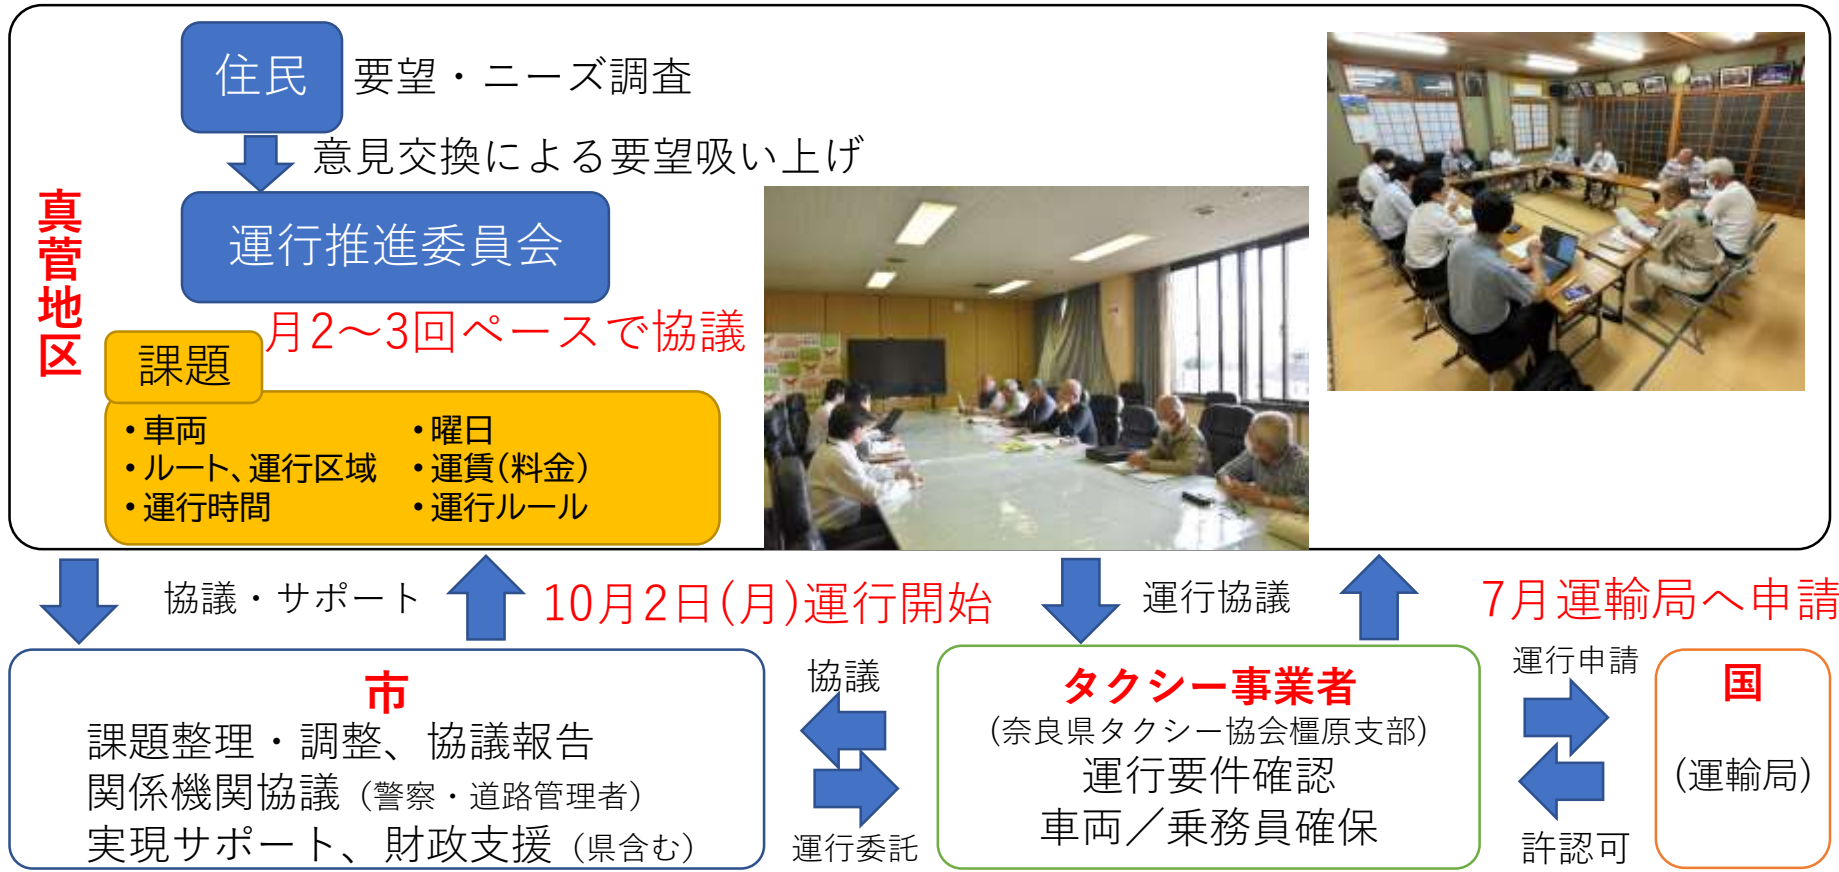 真菅地区
住民
要望・ニーズ調査
意見交換による要望吸い上げ
運行推進委員会
月2～3回ペースで協議
課題
・車両
・ルート、運行区域
・運行時間
・曜日
・運賃(料金)
・運行ルール
協議・サポート
10月2日(月)運行開始
運行協議
7月運輸局へ申請
市
課題整理・調整、協議報告
関係機関協議（警察・道路管理者）
実現サポート、財政支援（県含む）
協議
運行委託
タクシー事業者
(奈良県タクシー協会橿原支部)
運行要件確認
車両／乗務員確保
運行申請
許認可
国
(運輸局)